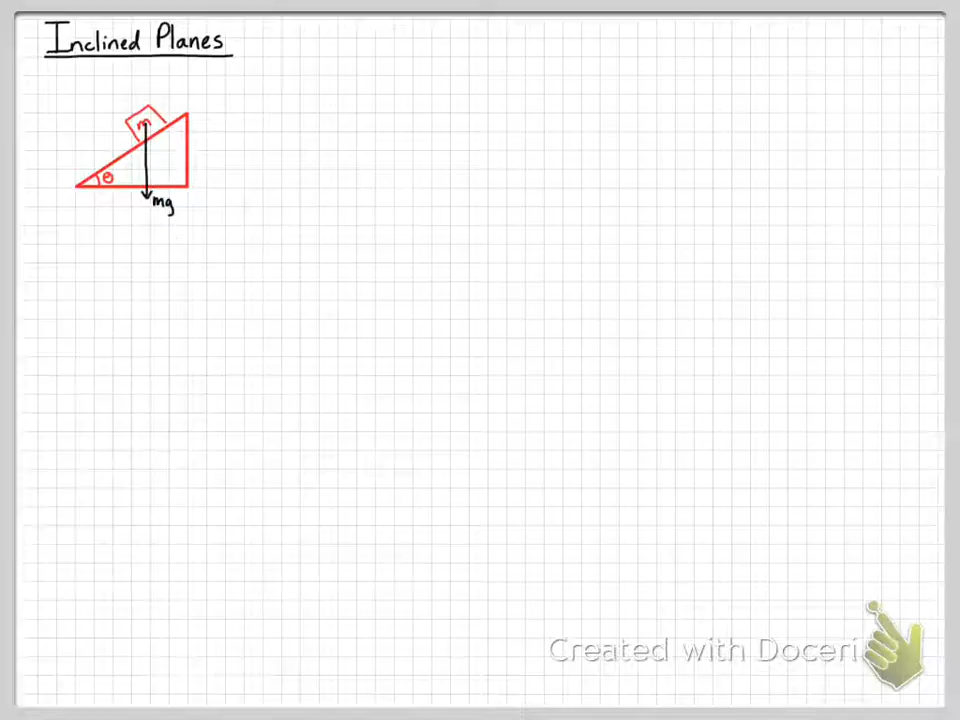 Inclined Planes
m
θ
mg
Created with Doceri